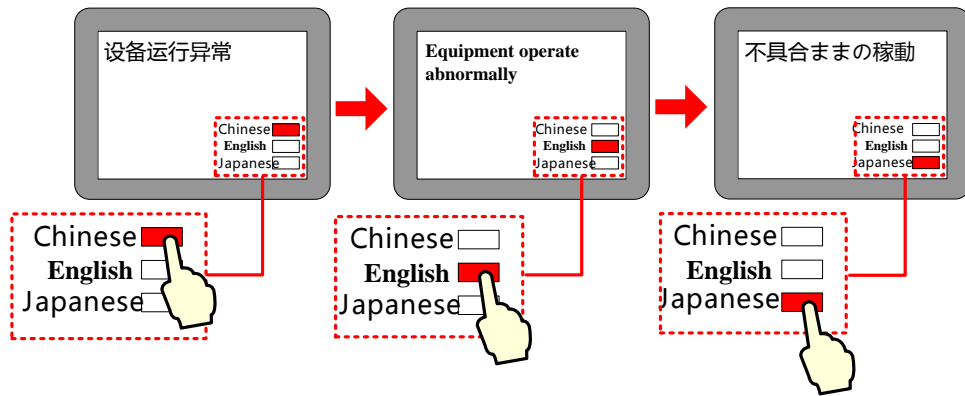 设备运行异常
Chinese
English
Japanese
Equipment operate
abnormally
Chinese
English
Japanese
不具合ままの稼動
Chinese
English
Japanese
Chinese
English
Japanese
Chinese
English
Japanese
Chinese
English
Japanese